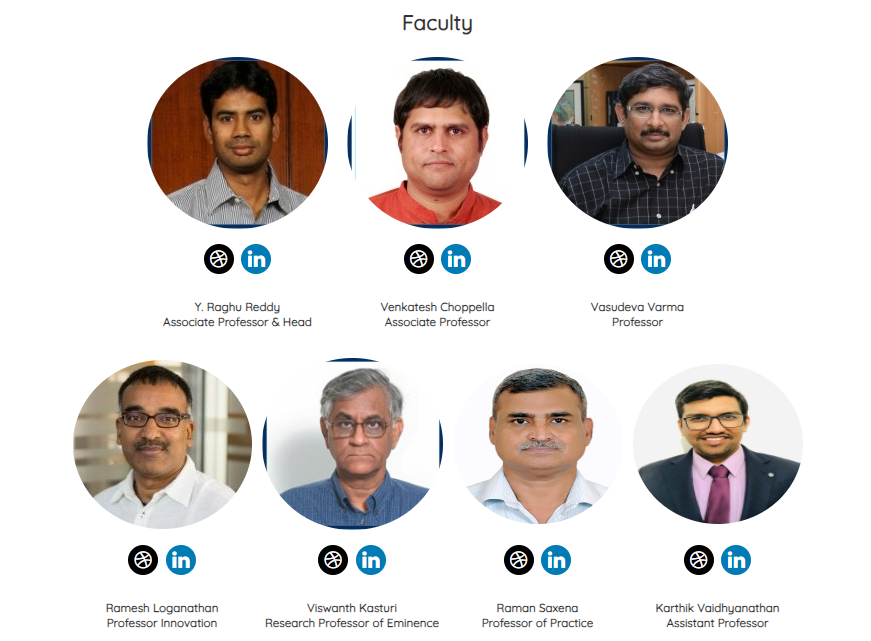 Faculty
in in in
Y. Raghu Reddy Venkatesh Choppella Vasudeva Varma
Associate Professor & Head Associate Professor Professor
in in in in
Ramesh Loganathan Viswanth Kasturi Raman Saxena Karthik Vaidhyanathan
Professor Innovation Research Professor of Eminence Professor of Practice Assistant Professor